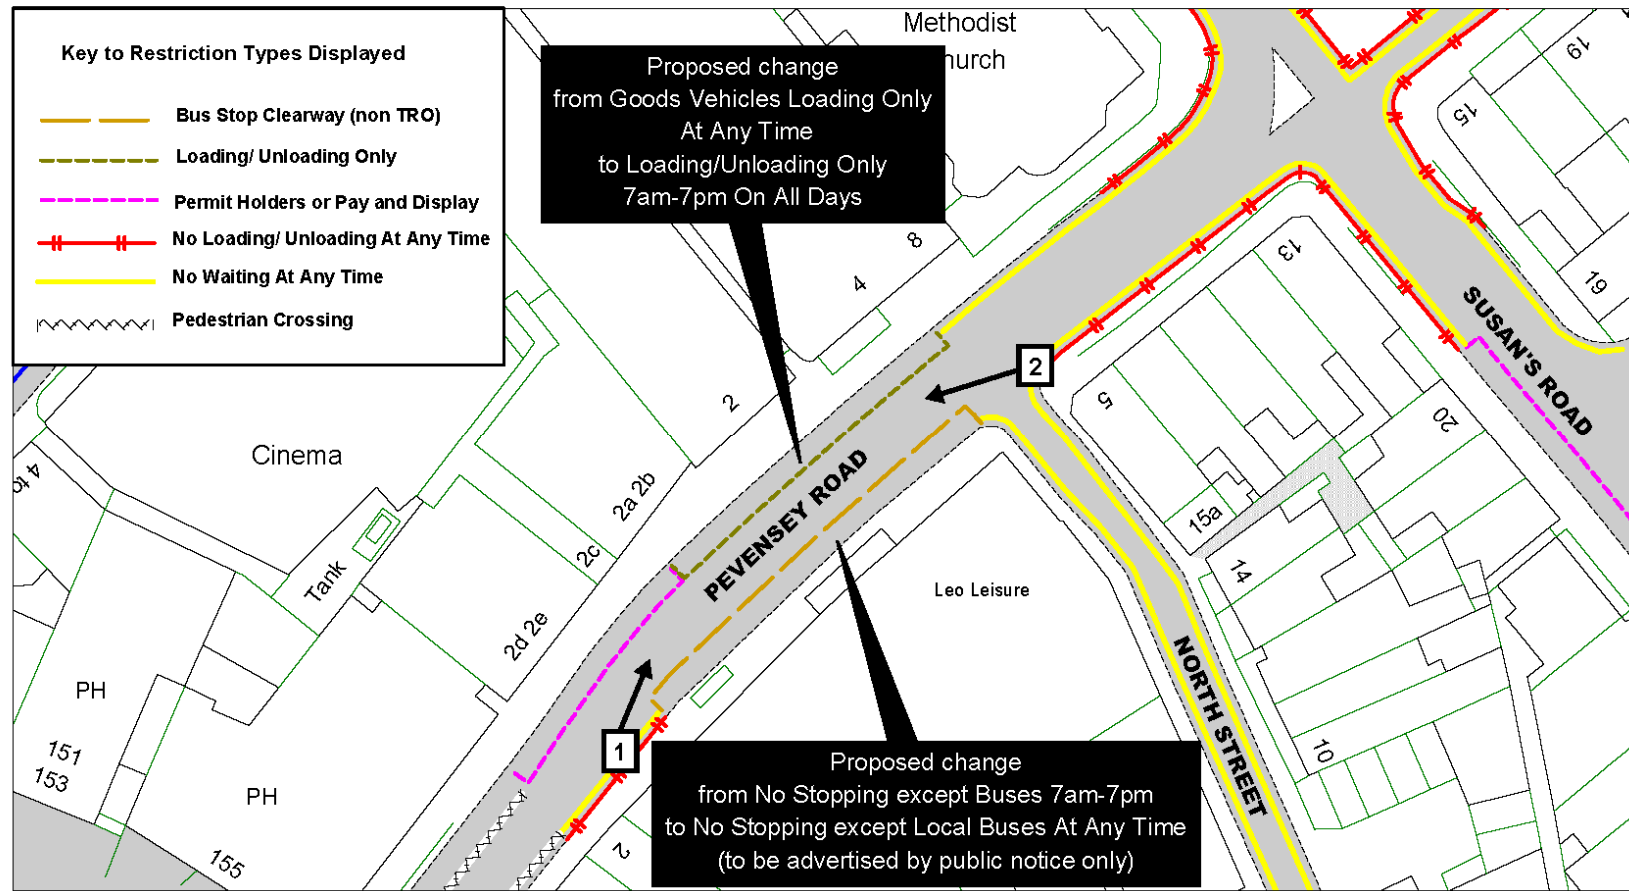 Key to Restriction Types Displayed
Bus Stop Clearway (non TRO)
Loading/ Unloading Only
Permit Holders or Pay and Display
No Loading/ Unloading At Any Time
No Waiting At Any Time
Pedestrian Crossing
Methodist
hurch
Proposed change
from Goods Vehicles Loading Only
At Any Time
to Loading/Unloading Only
7am-7pm On All Days
19
15
19
8
4
2
13
5
20
SUSAN'S ROAD
2
Cinema
4 to
Tank
2a 2b
2c
2d 2e
PEVENSEY ROAD
15a
14
Leo Leisure
NORTH STREET
10
PH
151
153
PH
155
1
2
Proposed change
from No Stopping except Buses 7am-7pm
to No Stopping except Local Buses At Any Time
(to be advertised by public notice only)